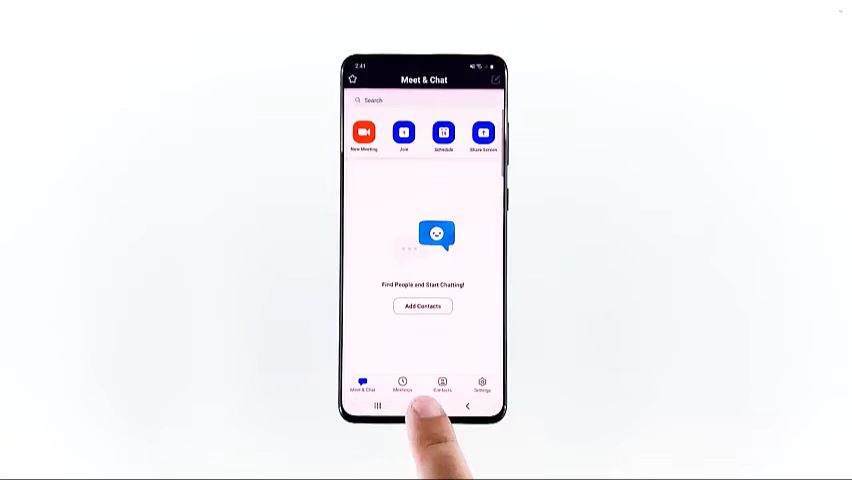 2:41
Meet & Chat
Search
New Meeting
Join
Schedule
Share Screen
Find People and Start Chatting!
Add Contacts
Meet & Chat
Meetings
Contacts
Settings